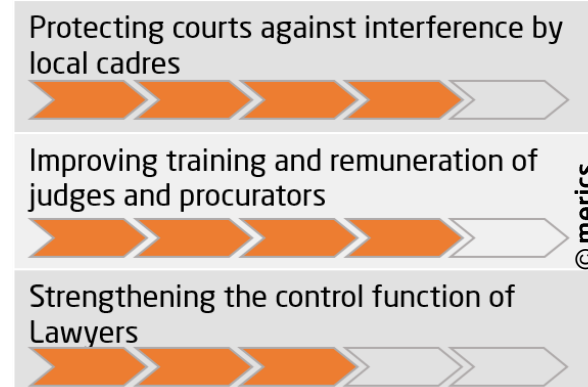 Protecting courts against interference by
local cadres
Improving training and remuneration of
judges and procurators
Strengthening the control function of
Lawyers
© merics